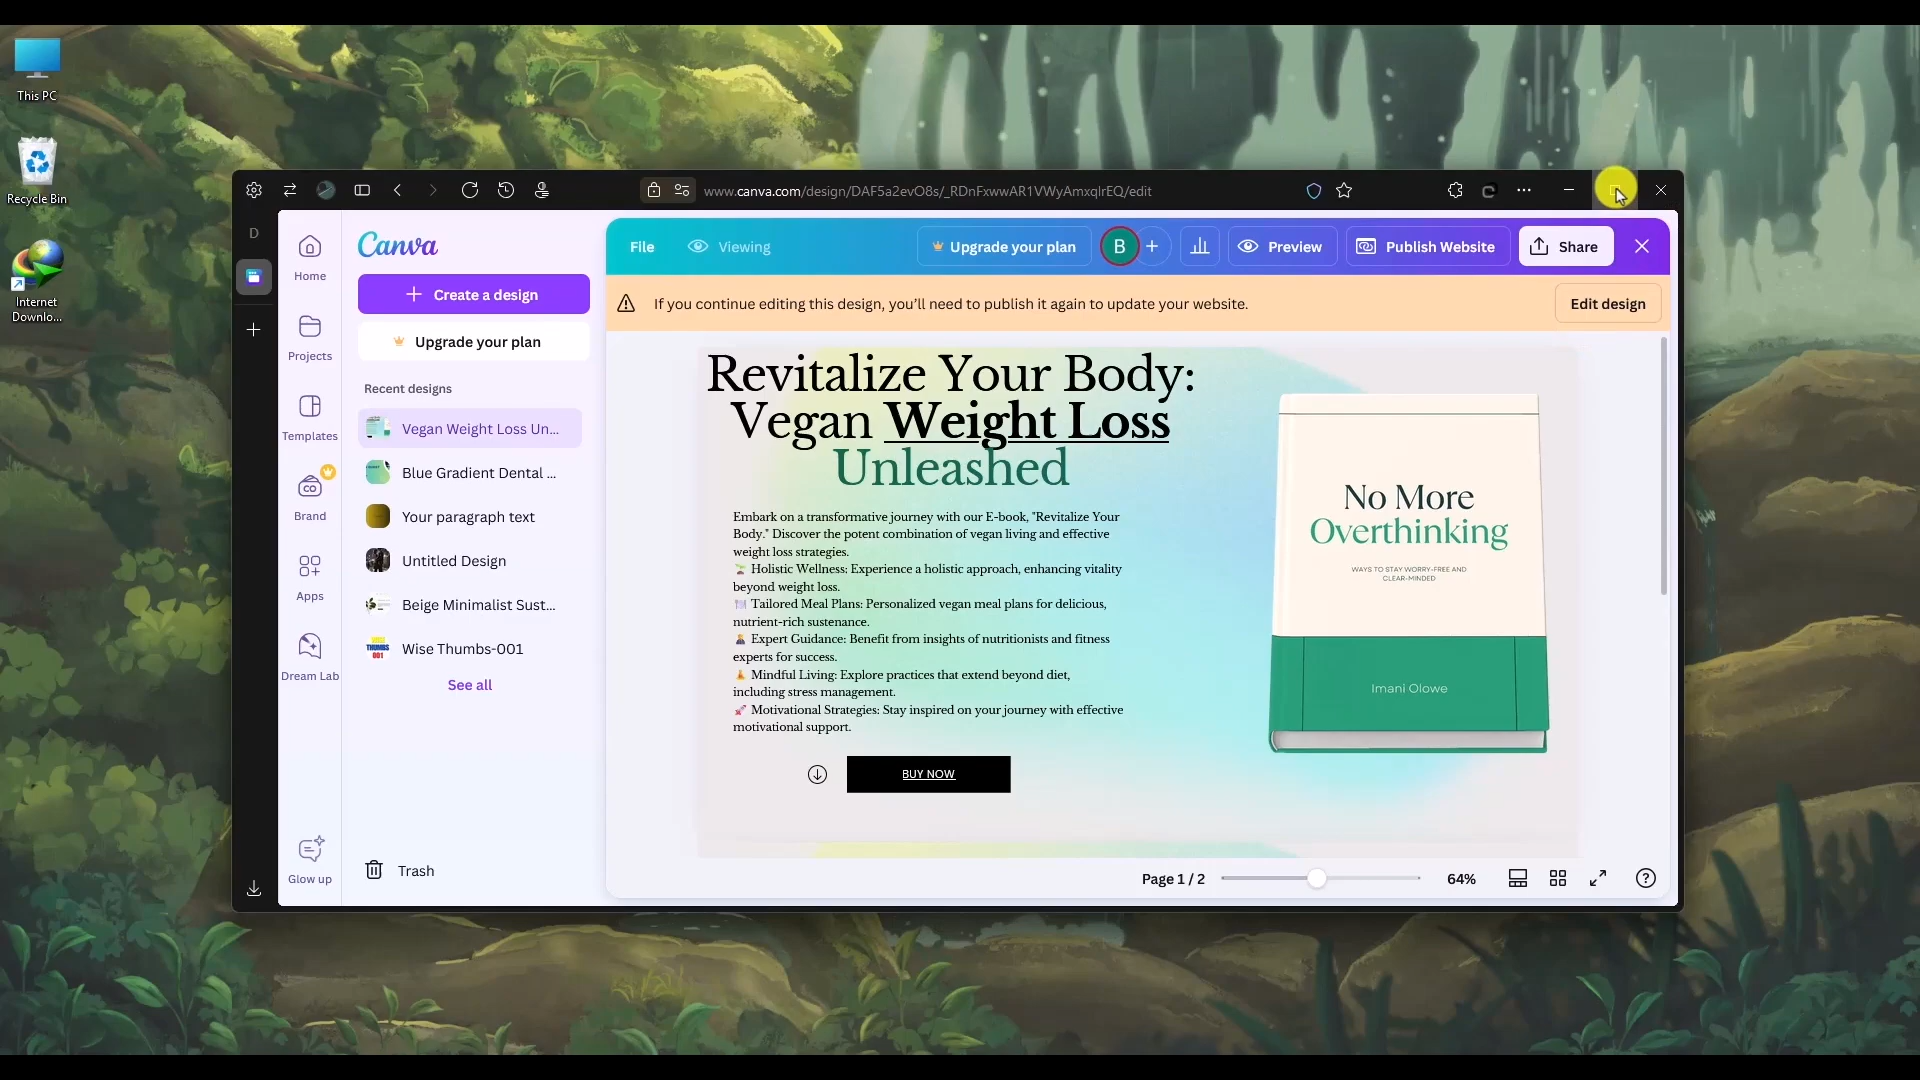 This PC
Recycle Bin
Internet
Downlo...
www.canva.com/design/DAF5a2evO8s/_RDnFxwwAR1VWyAmxqlrEQ/edit
D
Home
Projects
Templates
Brand
Apps
Dream Lab
Glow up
Canva
+ Create a design
Upgrade your plan
Recent designs
Vegan Weight Loss Un...
Blue Gradient Dental ...
Your paragraph text
Untitled Design
Beige Minimalist Sust...
THUMBS
001
Wise Thumbs-001
See all
Trash
File
Viewing
Upgrade your plan
B
Preview
Publish Website
Share
If you continue editing this design, you’ll need to publish it again to update your website.
Edit design
Revitalize Your Body:
Vegan Weight Loss
Unleashed
Embark on a transformative journey with our E-book, "Revitalize Your
Body." Discover the potent combination of vegan living and effective
weight loss strategies.
Holistic Wellness: Experience a holistic approach, enhancing vitality
beyond weight loss.
Tailored Meal Plans: Personalized vegan meal plans for delicious,
nutrient-rich sustenance.
Expert Guidance: Benefit from insights of nutritionists and fitness
experts for success.
Mindful Living: Explore practices that extend beyond diet,
including stress management.
Motivational Strategies: Stay inspired on your journey with effective
motivational support.
BUY NOW
No More
Overthinking
WAYS TO STAY WORRY-FREE AND
CLEAR-MINDED
Imani Olowe
Page 1 / 2
64%